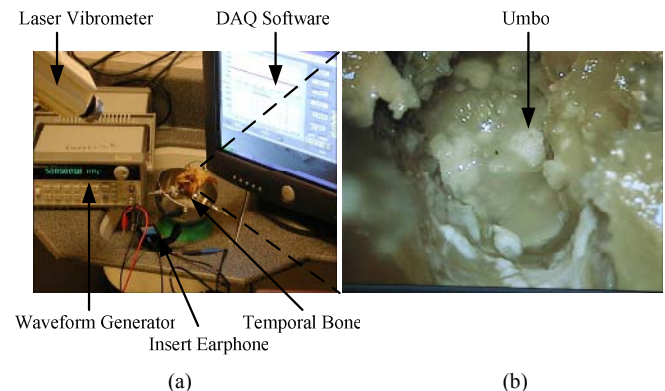 Laser Vibrometer
DAQ Software
Umbo
Waveform Generator
Temporal Bone
Insert Earphone
(a)
(b)